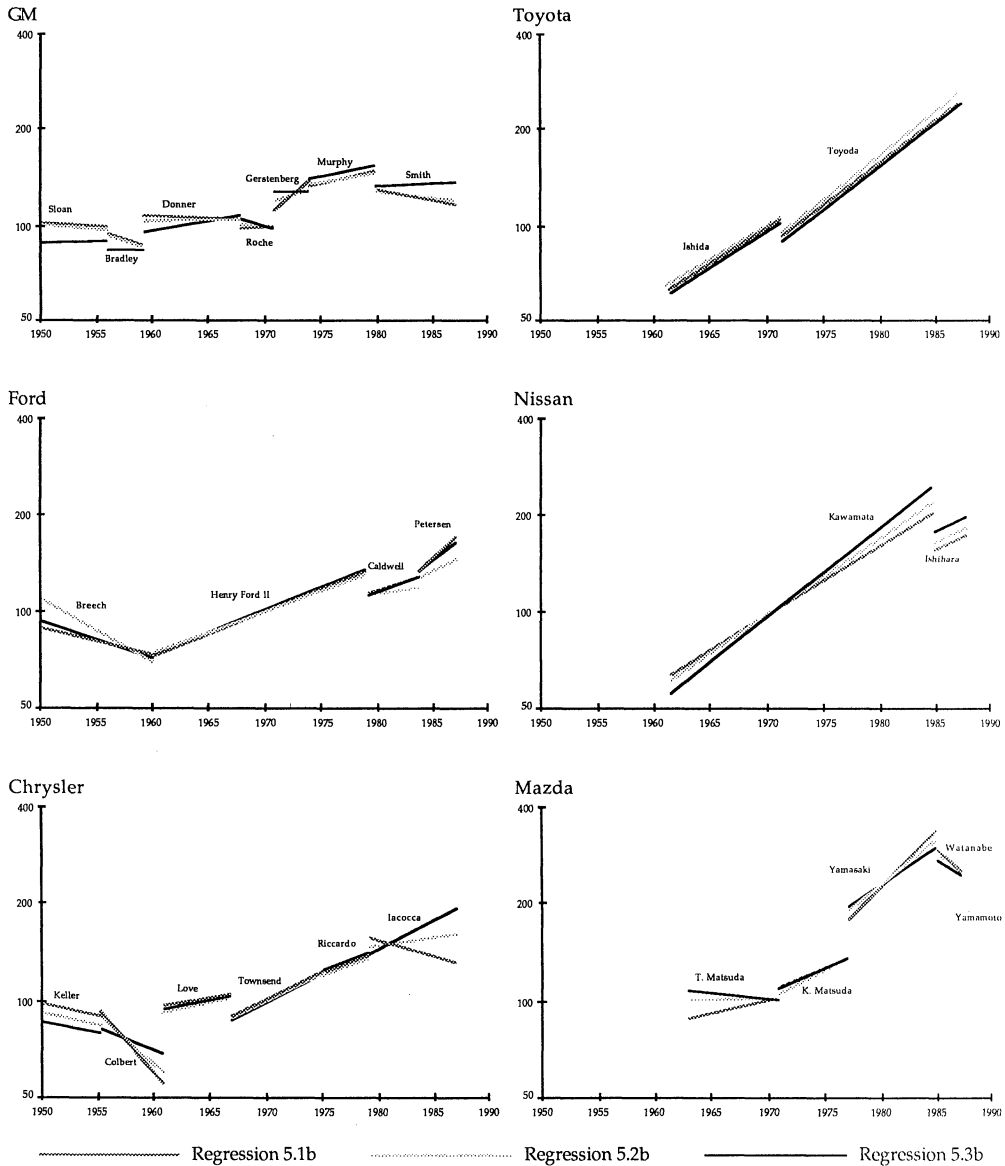 GM
400
200
100
50
Sloan
Bradley
Donner
Roche
Gerstenberg
Murphy
Smith
1950 1955 1960 1965 1970 1975 1980 1985 1990
Toyota
400
200
100
50
Ishida
Toyoda
1950 1955 1960 1965 1970 1975 1980 1985 1990
Ford
400
200
100
50
Breech
Henry Ford II
Caldwell
Petersen
1950 1955 1960 1965 1970 1975 1980 1985 1990
Nissan
400
200
100
50
Kawamata
Ishihara
1950 1955 1960 1965 1970 1975 1980 1985 1990
Chrysler
400
200
100
50
Keller
Colbert
Love
Townsend
Riccardo
Iacocca
1950 1955 1960 1965 1970 1975 1980 1985 1990
Mazda
400
200
100
50
T. Matsuda
K. Matsuda
Yamasaki
Watanabe
Yamamoto
1950 1955 1960 1965 1970 1975 1980 1985 1990
Regression 5.1b
Regression 5.2b
Regression 5.3b